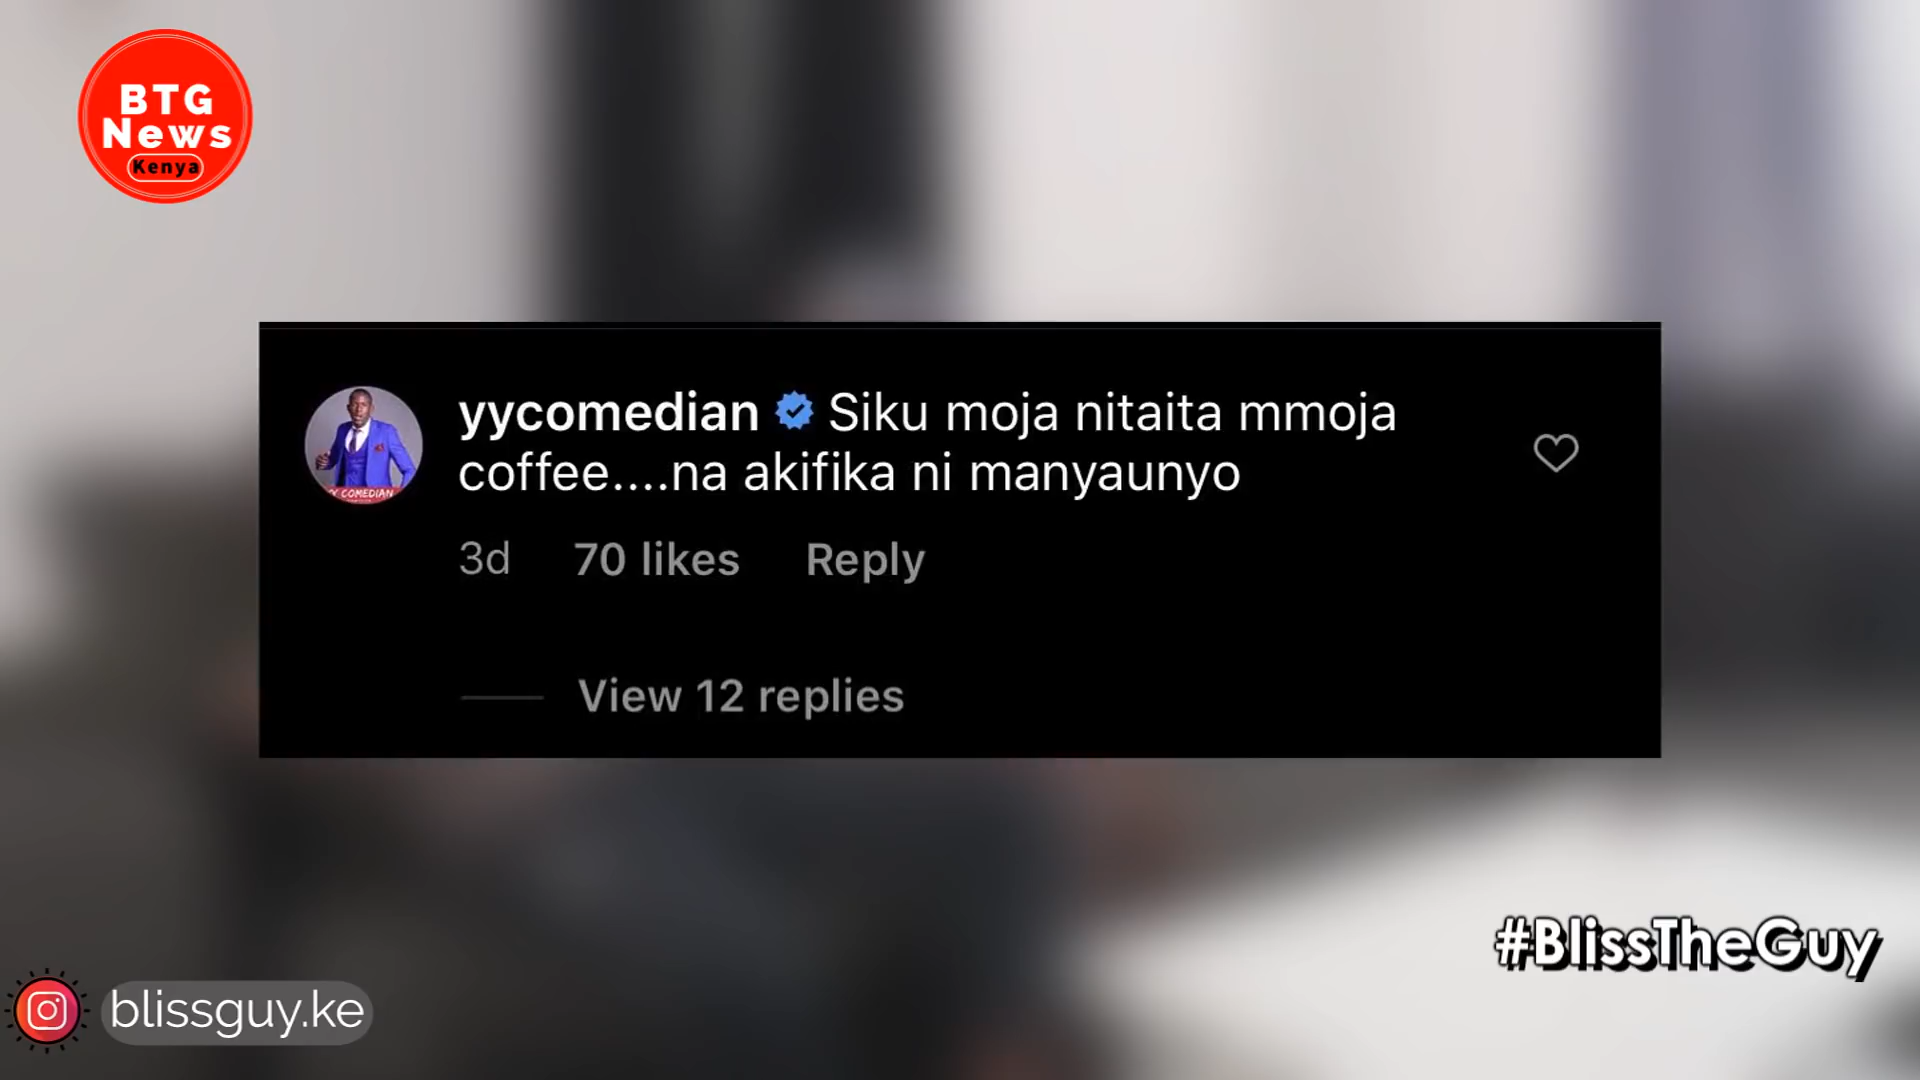 BTG
News
Kenya
yycomedian Siku moja nitaita mmoja
coffee....na akifika ni manyaunyo
3d 70 likes Reply
View 12 replies
#BlissTheGuy
blissguy.ke